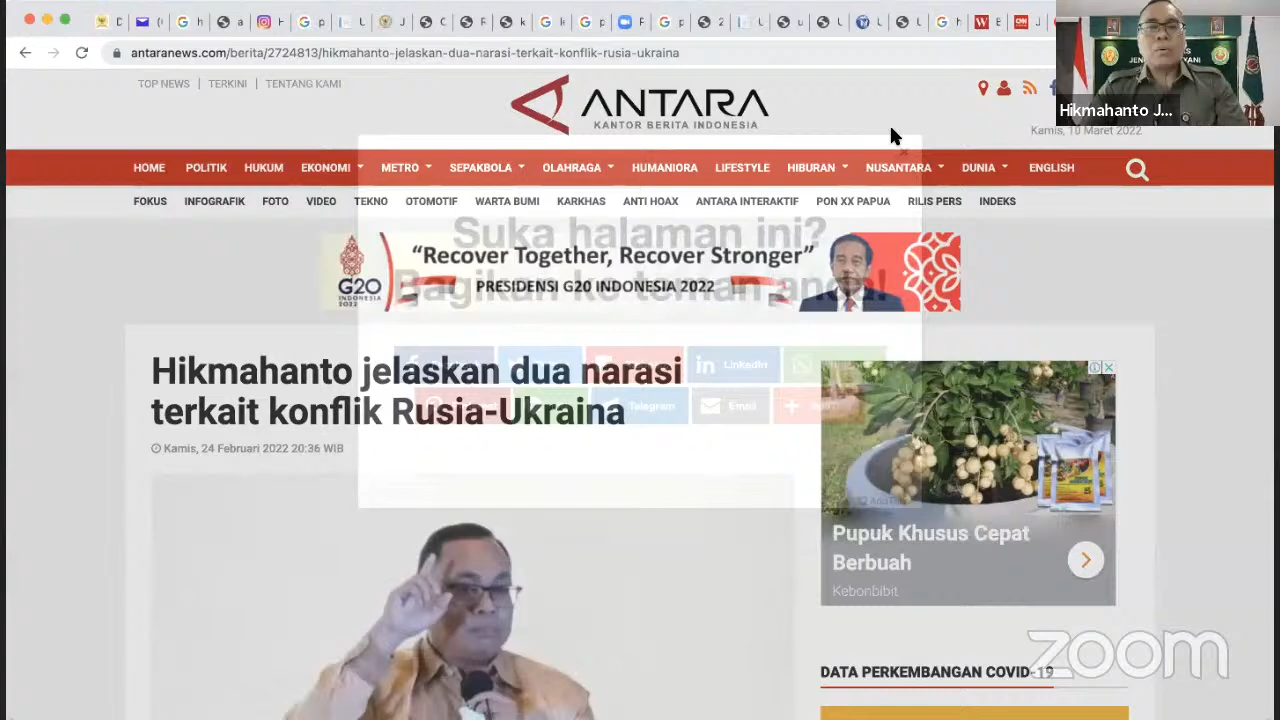 antaranews.com/berita/2724813/hikmahanto-jelaskan-dua-narasi-terkait-konflik-rusia-ukraina
Hikmahanto J...
TOP NEWS | TERKINI | TENTANG KAMI
ANTARA
KANTOR BERITA INDONESIA
Kamis, 10 Maret 2022
HOME POLITIK HUKUM EKONOMI METRO SEPAKBOLA OLAHRAGA HUMANIORA LIFESTYLE HIBURAN NUSANTARA DUNIA ENGLISH
FOKUS INFOGRAFIK FOTO VIDEO TEKNO OTOMOTIF WARTA BUMI KARKHAS ANTI HOAX ANTARA INTERAKTIF PON XX PAPUA RILIS PERS INDEKS
Suka halaman ini?
Bagikan ke teman anda!
G20
INDONESIA
2022
“Recover Together, Recover Stronger”
PRESIDENSI G20 INDONESIA 2022
LinkedIn
Telegram Email
Hikmahanto jelaskan dua narasi
terkait konflik Rusia-Ukraina
Kamis, 24 Februari 2022 20:36 WIB
Pupuk Khusus Cepat
Berbuah
Kebonbibit
DATA PERKEMBANGAN COVID-19
zoom